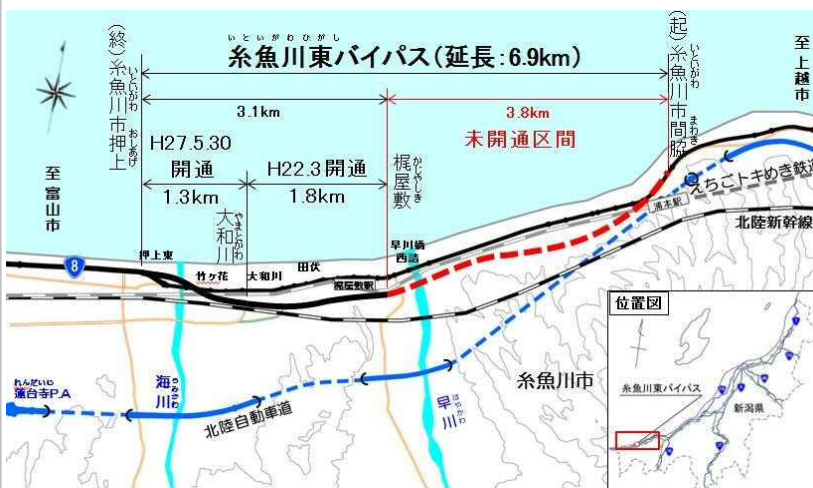 いといがわひがし
糸魚川東バイパス(延長:6.9km)
(終)糸魚川市押上
いといがわ おしあげ
(起)糸魚川市間脇
いといがわ まわき
至上越市
至富山市
3.1km
3.8km
未開通区間
H27.5.30
開通
1.3km
H22.3開通
1.8km
大和川
やまとがわ
梶屋敷
かじやしき
えちごトキめき鉄道
浦本駅
北陸新幹線
8
押上東
竹ヶ花
大和川
田伏
梶屋敷駅
早川橋
西詰
れんだいじ
蓮台寺P.A
海川
うみかわ
北陸自動車道
早川
はやかわ
糸魚川市
位置図
糸魚川東バイパス
新潟県